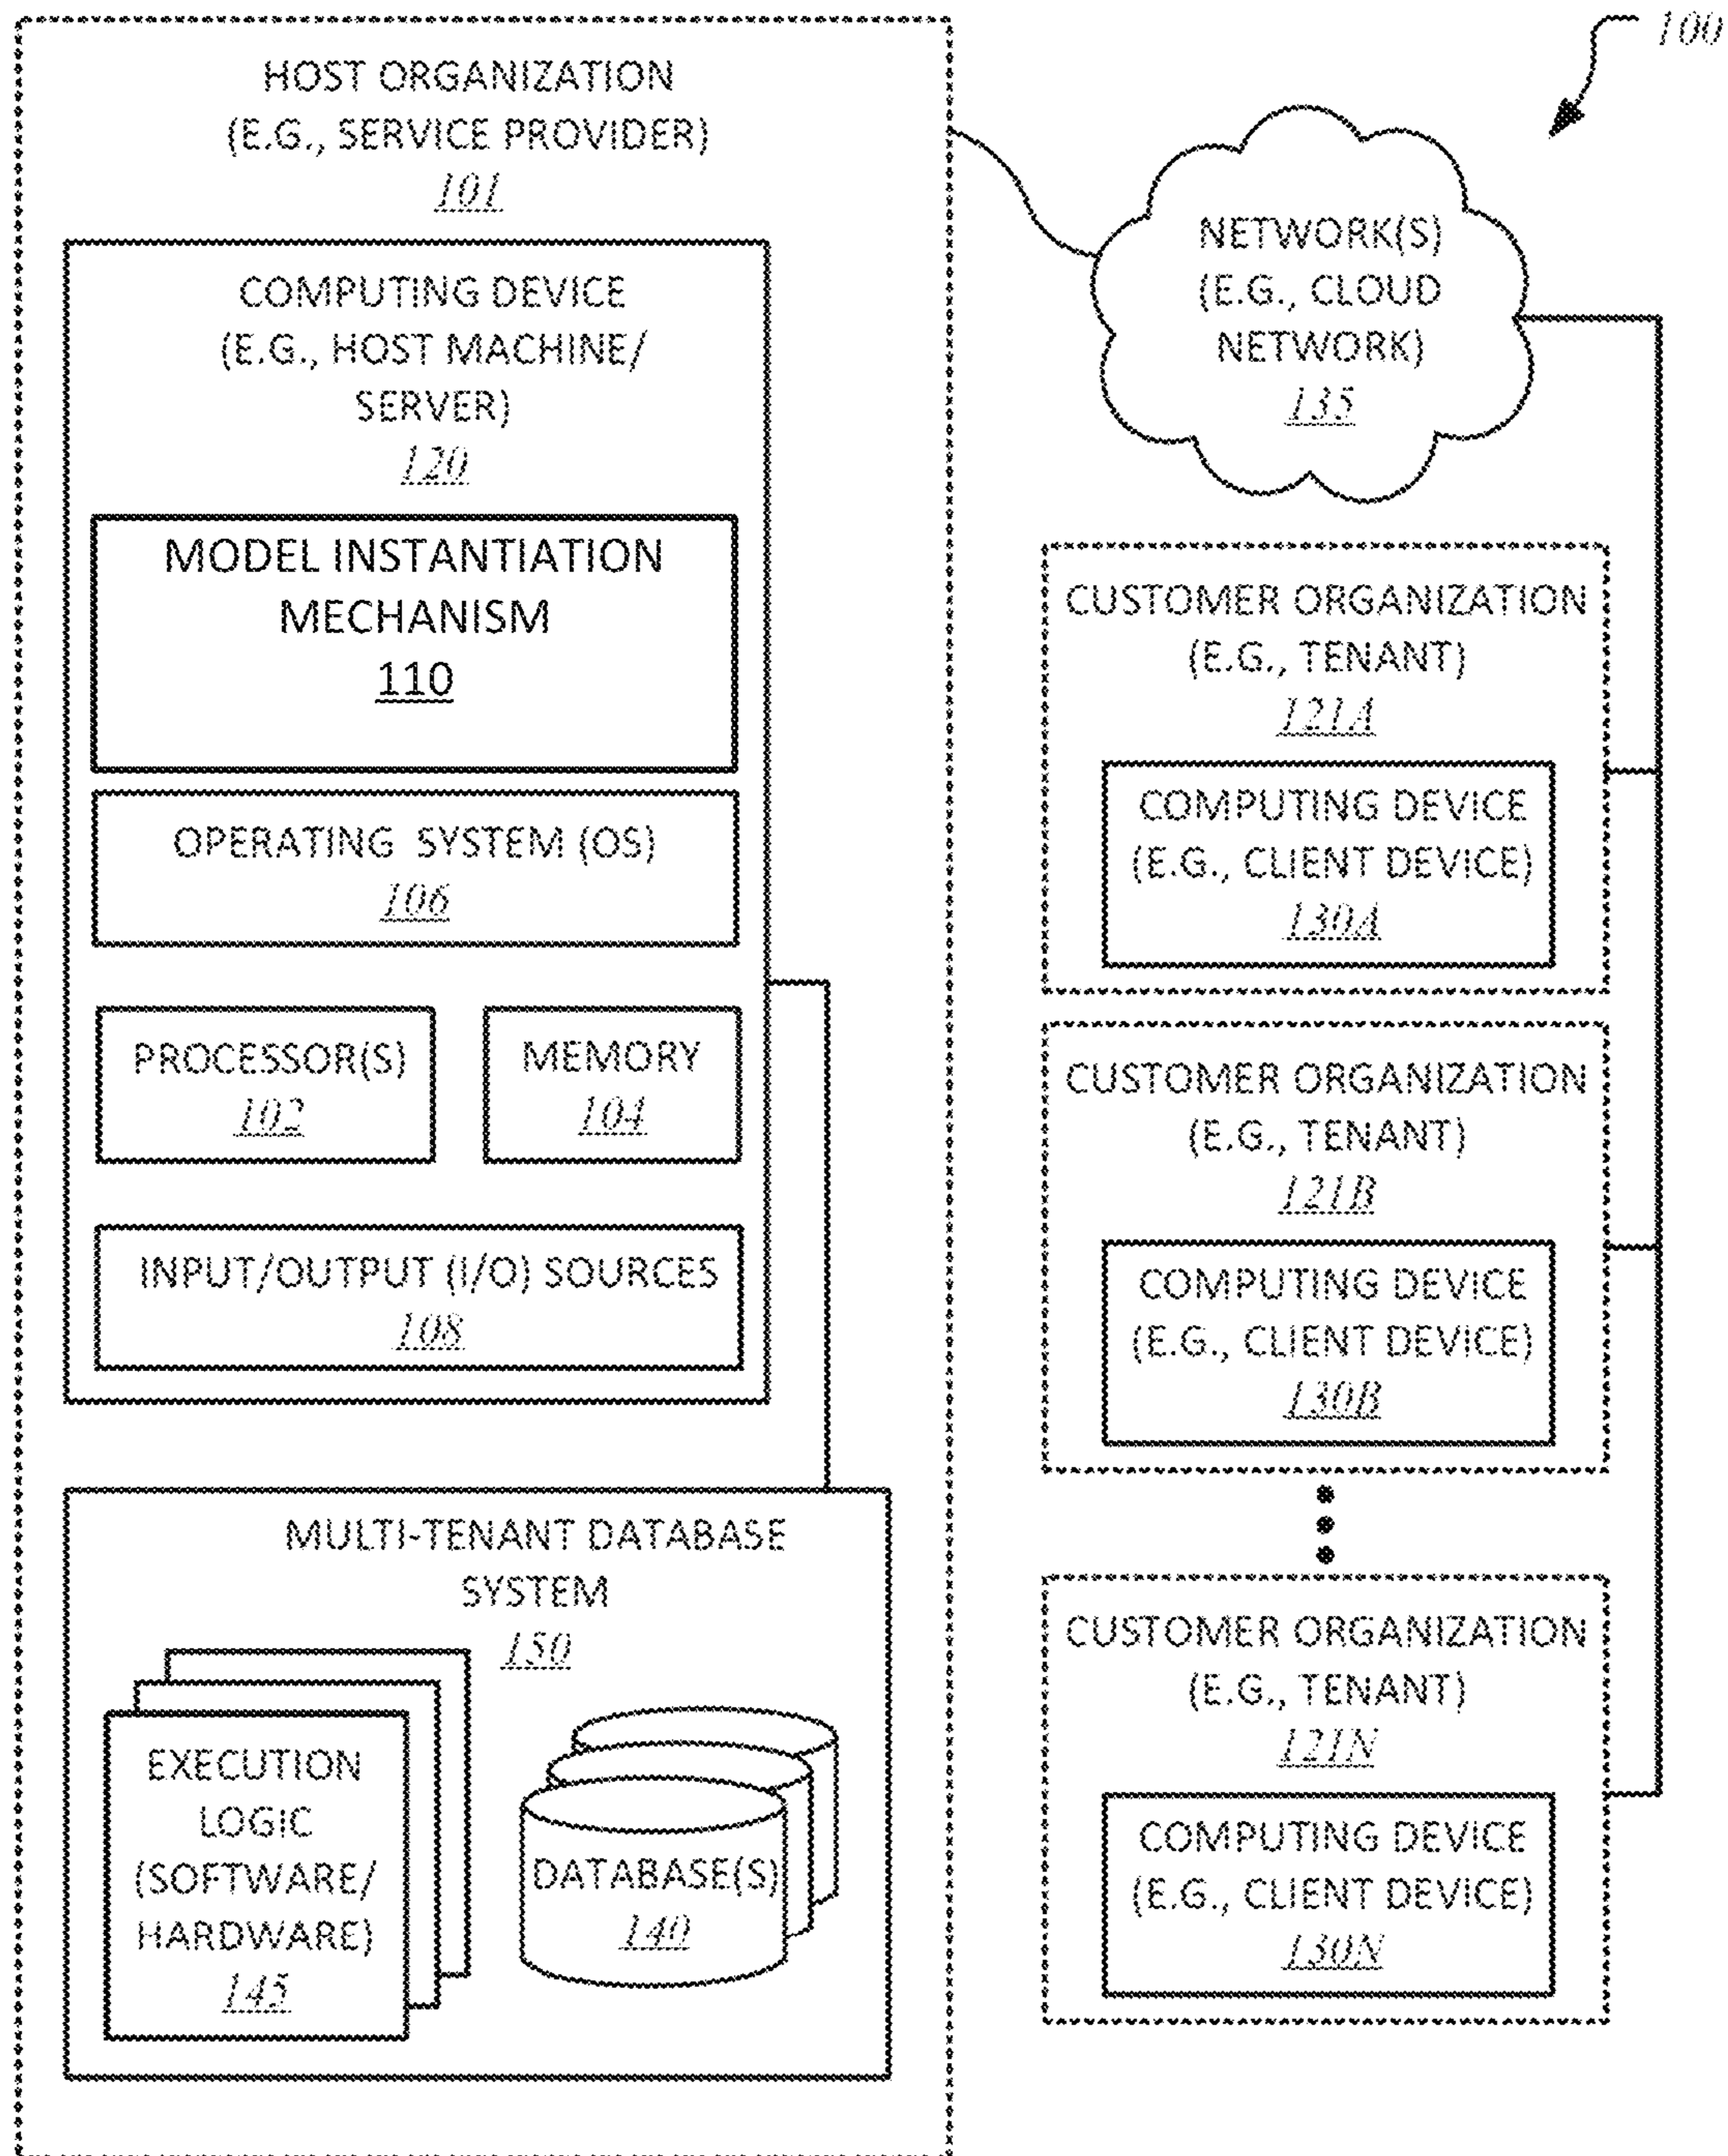 100
HOST ORGANIZATION
(E.G., SERVICE PROVIDER)
101
COMPUTING DEVICE
(E.G., HOST MACHINE/
SERVER)
120
MODEL INSTANTIATION
MECHANISM
110
OPERATING SYSTEM (OS)
106
PROCESSOR(S)
102
MEMORY
104
INPUT/OUTPUT (I/O) SOURCES
108
MULTI-TENANT DATABASE
SYSTEM
150
EXECUTION
LOGIC
(SOFTWARE/
HARDWARE)
145
DATABASE(S)
140
NETWORK(S)
(E.G., CLOUD
NETWORK)
135
CUSTOMER ORGANIZATION
(E.G., TENANT)
121A
COMPUTING DEVICE
(E.G., CLIENT DEVICE)
130A
CUSTOMER ORGANIZATION
(E.G., TENANT)
121B
COMPUTING DEVICE
(E.G., CLIENT DEVICE)
130B
CUSTOMER ORGANIZATION
(E.G., TENANT)
121N
COMPUTING DEVICE
(E.G., CLIENT DEVICE)
130N